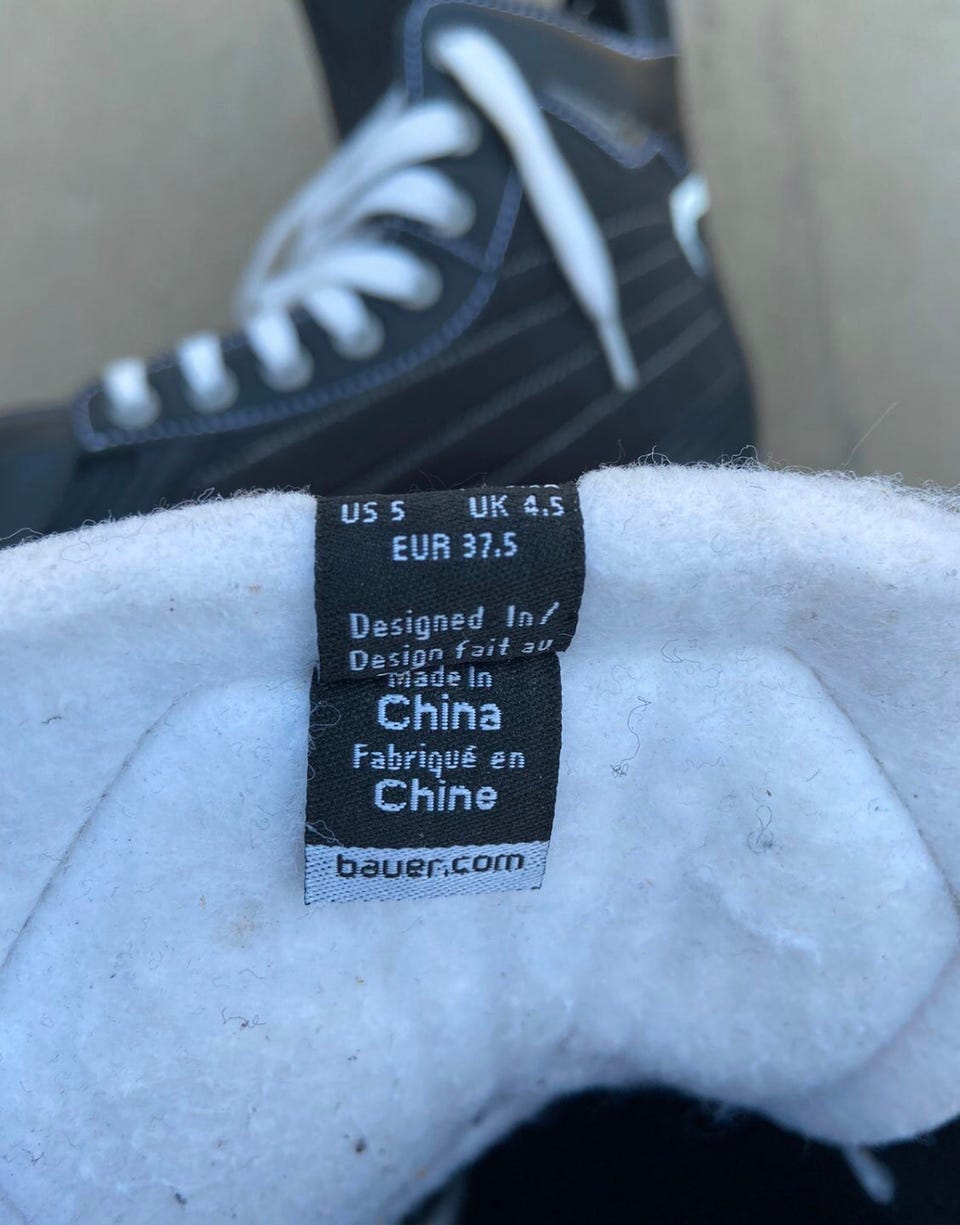 US 5 UK 4.5
EUR 37.5
Designed In/
Design fait au
Made In
China
Fabriqué en
Chine
bauer.com